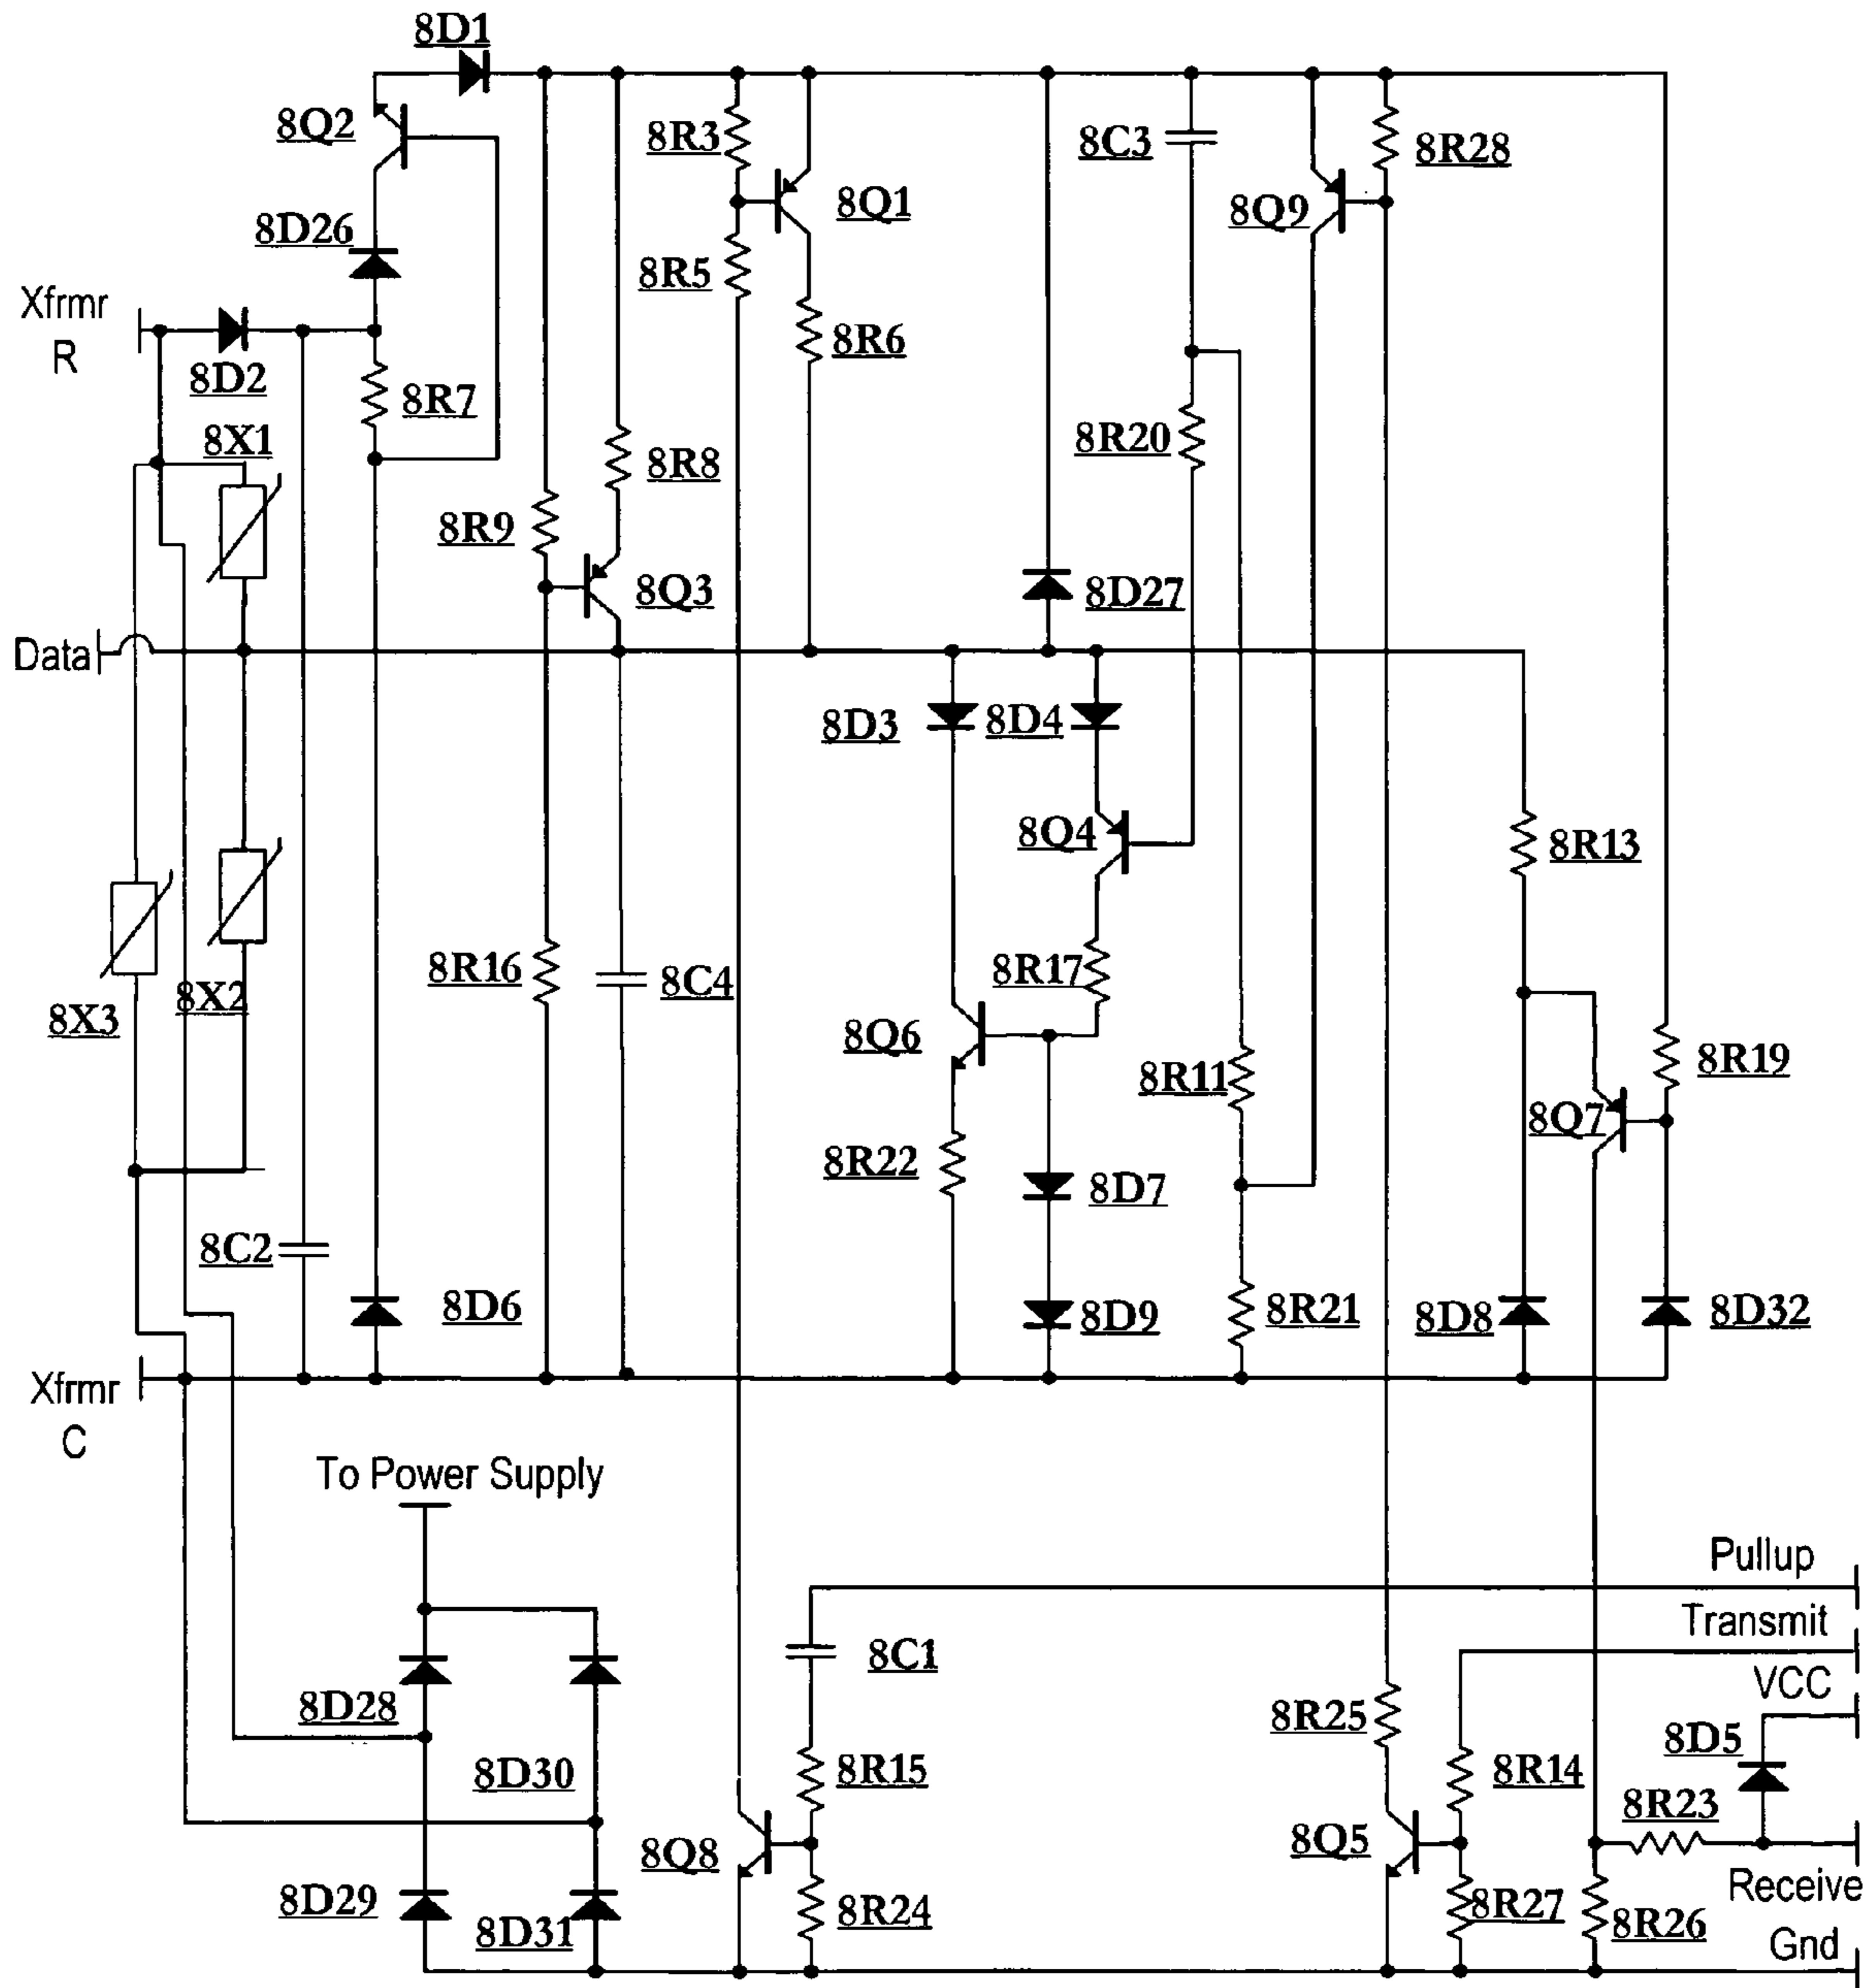 8D1
8Q2
8R3
8C3
8R28
8Q1
8Q9
8D26
8R5
Xfrmr
R
8R6
8D2
8R7
8X1
8R20
8R8
8R9
8Q3
8D27
Data
8D3
8D4
8Q4
8R13
8R16
8C4
8R17
8X3
8X2
8Q6
8R11
8R19
8Q7
8R22
8D7
8C2
8D6
8D9
8R21
8D8
8D32
Xfrmr
C
To Power Supply
Pullup
Transmit
8C1
VCC
8D28
8R25
8D5
8D30
8R15
8R14
8R23
8Q8
8Q5
8D29
8R24
8R27
Receive
8D31
8R26
Gnd